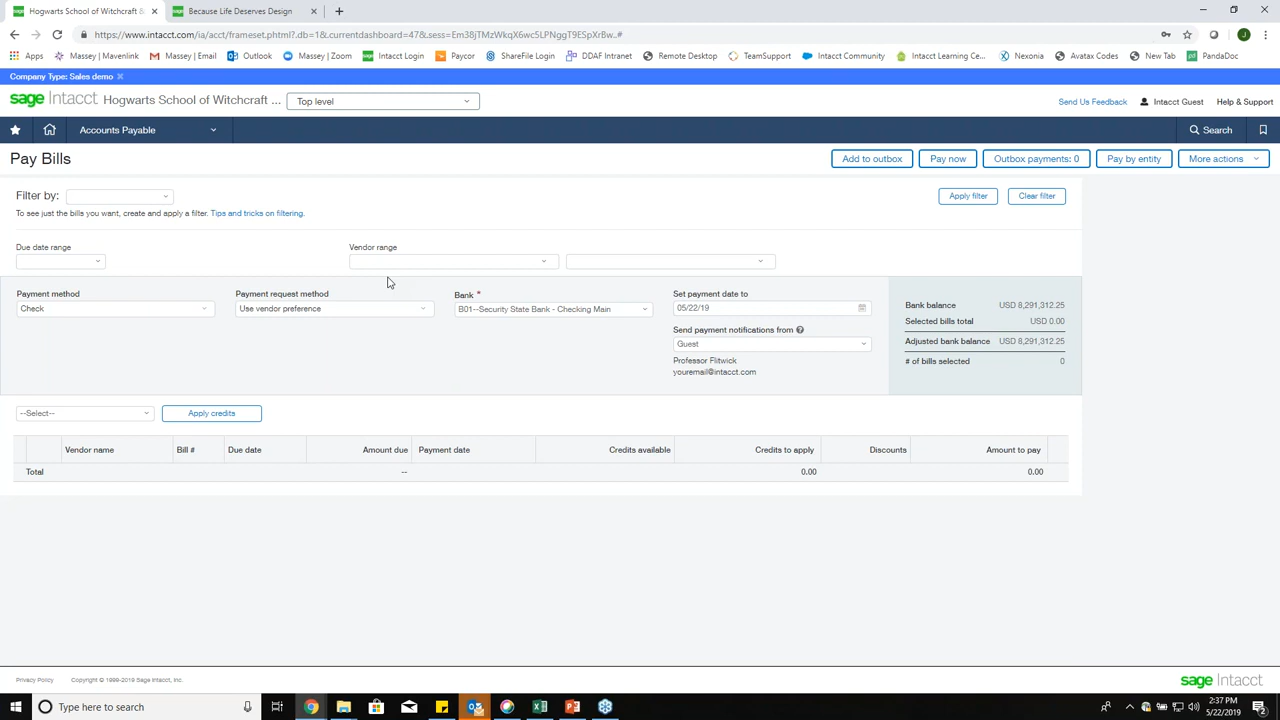 Hogwarts School of Witchcraft &
Because Life Deserves Design
https://www.intacct.com/ia/acct/frameset.phtml?.db=1&.currentdashboard=47&.sess=Em38jTMzWkqX6wc5LPNggT9ESpXrBw..#
Apps
Massey | Mavenlink
Massey | Email
Outlook
Massey | Zoom
Intacct Login
Paycor
ShareFile Login
DDAF Intranet
Remote Desktop
TeamSupport
Intacct Community
Intacct Learning Ce...
Nexonia
Avatax Codes
New Tab
PandaDoc
Company Type: Sales demo
sage Intacct
Hogwarts School of Witchcraft ...
Top level
Send Us Feedback
Intacct Guest
Help & Support
Accounts Payable
Search
Pay Bills
Add to outbox
Pay now
Outbox payments: 0
Pay by entity
More actions
Filter by:
Apply filter
Clear filter
To see just the bills you want, create and apply a filter. Tips and tricks on filtering.
Due date range
Vendor range
Payment method
Check
Payment request method
Use vendor preference
Bank *
B01--Security State Bank - Checking Main
Set payment date to
05/22/19
Send payment notifications from
Guest
Professor Flitwick
youremail@intacct.com
Bank balance USD 8,291,312.25
Selected bills total USD 0.00
Adjusted bank balance USD 8,291,312.25
# of bills selected 0
--Select--
Apply credits
Vendor name Bill # Due date Amount due Payment date Credits available Credits to apply Discounts Amount to pay
Total -- 0.00 0.00
Privacy Policy
Copyright © 1999-2019 Sage Intacct, Inc.
sage Intacct
Type here to search
2:37 PM
5/22/2019
2